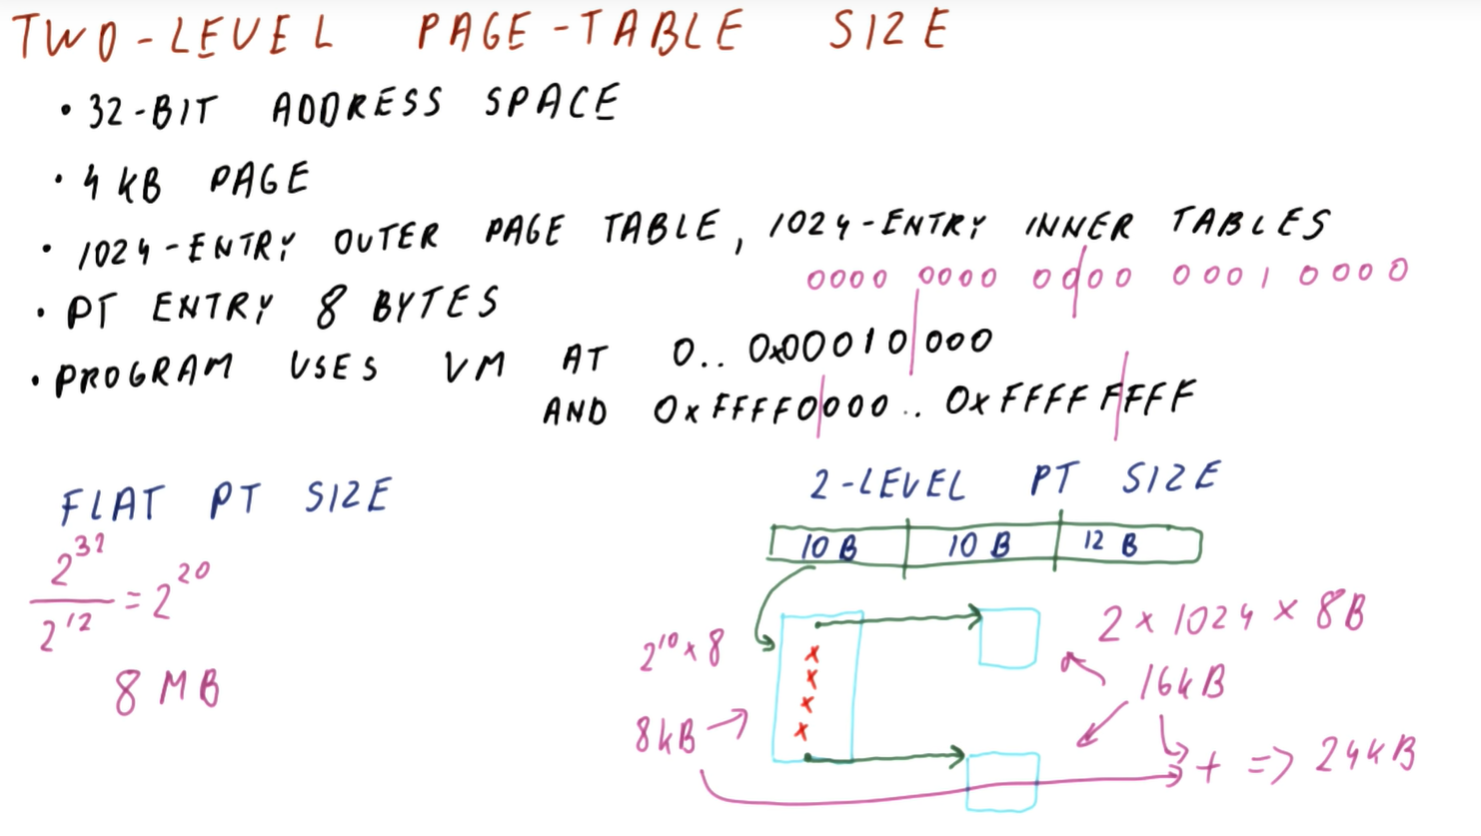 TWO-LEVEL PAGE-TABLE SIZE
• 32-BIT ADDRESS SPACE
• 4 KB PAGE
• 1024-ENTRY OUTER PAGE TABLE, 1024-ENTRY INNER TABLES
0000 0000 0000 0001 0000
• PT ENTRY 8 BYTES
• PROGRAM USES VM AT 0.. 0x00010000
AND 0xFFFF0000.. 0xFFFFFFFF
FLAT PT SIZE
2^32 / 2^12 = 2^20
8 MB
2-LEVEL PT SIZE
10 B 10 B 12 B
2^10 x 8
8kB
x
x
x
x
2 x 1024 x 8B
16kB
+ => 24kB